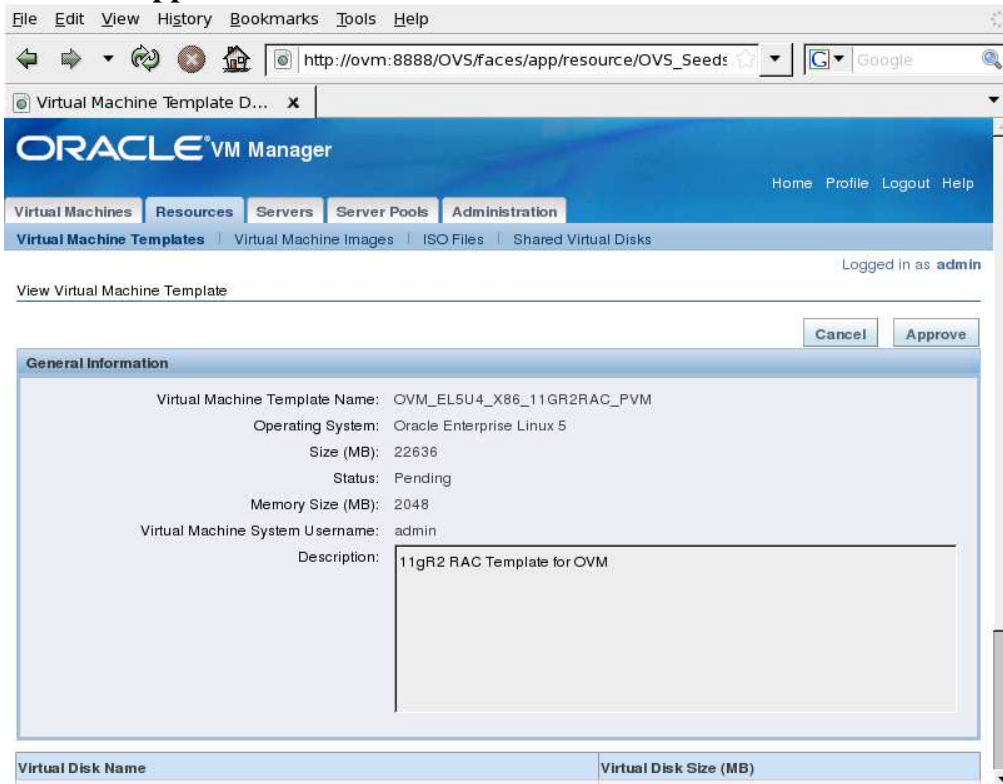 File Edit View History Bookmarks Tools Help
http://ovm:8888/OVS/faces/app/resource/OVS_Seeds
G Google
Virtual Machine Template D... x
ORACLE VM Manager
Home Profile Logout Help
Virtual Machines Resources Servers Server Pools Administration
Virtual Machine Templates | Virtual Machine Images | ISO Files | Shared Virtual Disks
Logged in as admin
View Virtual Machine Template
Cancel Approve
General Information
Virtual Machine Template Name: OVM_EL5U4_X86_11GR2RAC_PVM
Operating System: Oracle Enterprise Linux 5
Size (MB): 22636
Status: Pending
Memory Size (MB): 2048
Virtual Machine System Username: admin
Description: 11gR2 RAC Template for OVM
Virtual Disk Name Virtual Disk Size (MB)